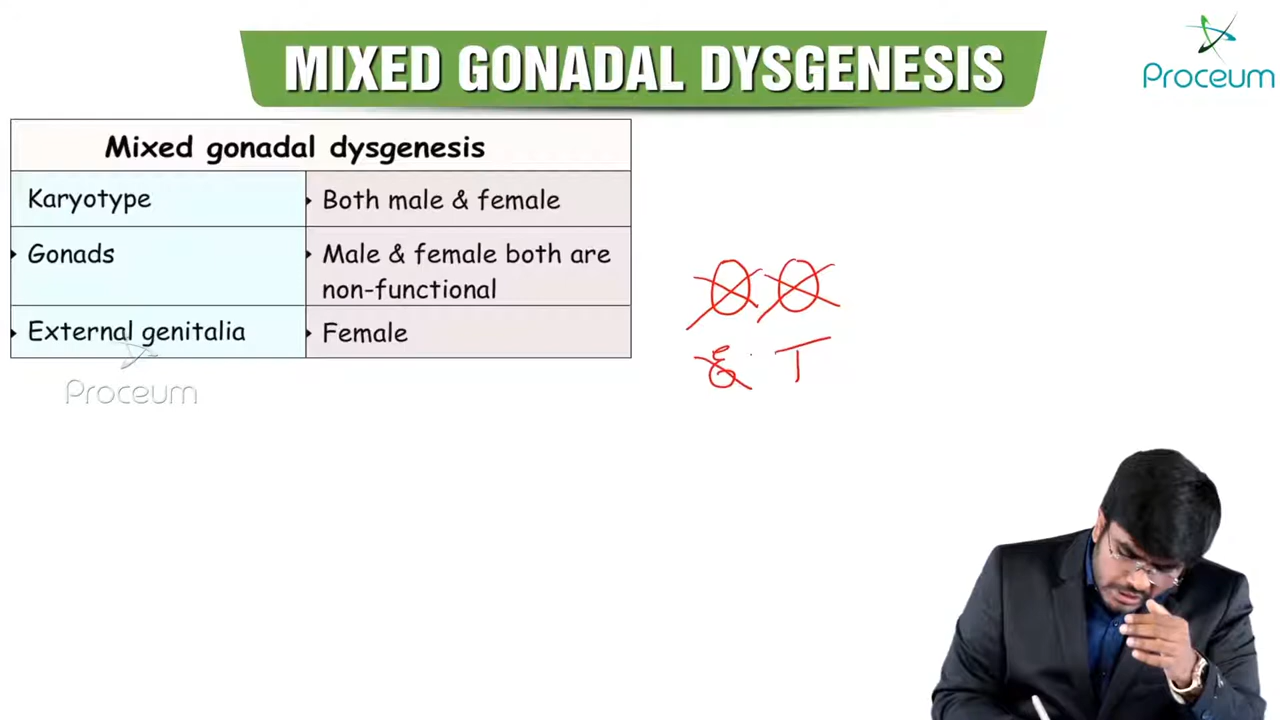 MIXED GONADAL DYSGENESIS
Proceum
Mixed gonadal dysgenesis
Karyotype
Both male & female
Gonads
Male & female both are
non-functional
External genitalia
Female
Proceum
T